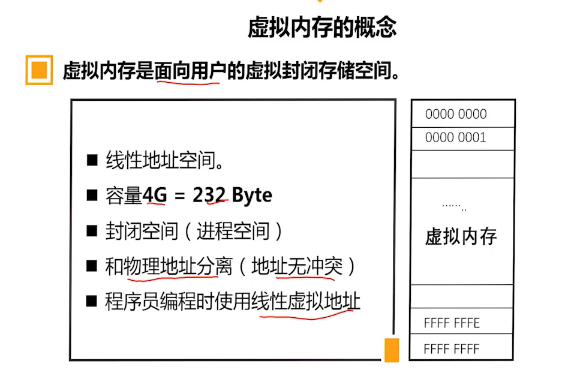 虚拟内存的概念
虚拟内存是面向用户的虚拟封闭存储空间。
■ 线性地址空间。
■ 容量4G = 232 Byte
■ 封闭空间（进程空间）
■ 和物理地址分离（地址无冲突）
■ 程序员编程时使用线性虚拟地址
0000 0000
0000 0001
……..
虚拟内存
FFFF FFFE
FFFF FFFF